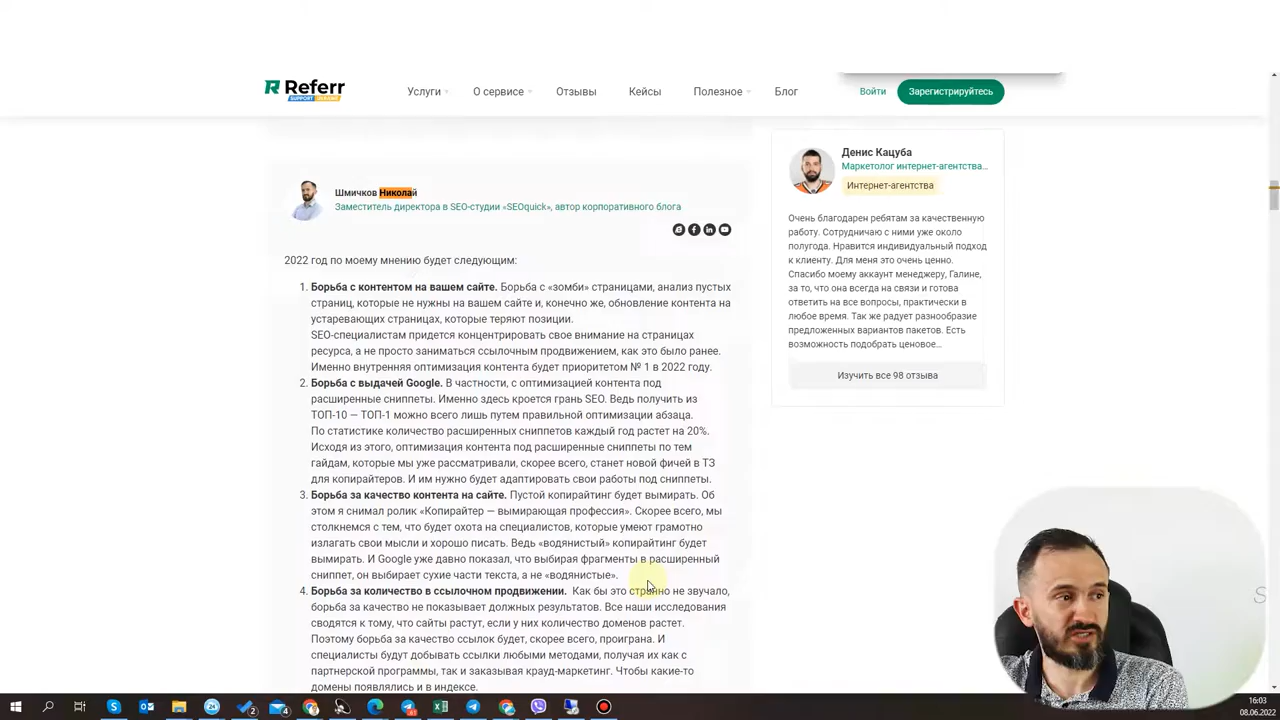 Referr
SUPPORT UKRAINE
Услуги
О сервисе
Отзывы
Кейсы
Полезное
Блог
Войти
Зарегистрируйтесь
Шмичков Николай
Заместитель директора в SEO-студии «SEOquick», автор корпоративного блога
2022 год по моему мнению будет следующим:
1. Борьба с контентом на вашем сайте. Борьба с «зомби» страницами, анализ пустых
страниц, которые не нужны на вашем сайте и, конечно же, обновление контента на
устаревающих страницах, которые теряют позиции.
SEO-специалистам придется концентрировать свое внимание на страницах
ресурса, а не просто заниматься ссылочным продвижением, как это было ранее.
Именно внутренняя оптимизация контента будет приоритетом № 1 в 2022 году.
2. Борьба с выдачей Google. В частности, с оптимизацией контента под
расширенные сниппеты. Именно здесь кроется грань SEO. Ведь получить из
ТОП-10 — ТОП-1 можно всего лишь путем правильной оптимизации абзаца.
По статистике количество расширенных сниппетов каждый год растет на 20%.
Исходя из этого, оптимизация контента под расширенные сниппеты по тем
гайдам, которые мы уже рассматривали, скорее всего, станет новой фичей в ТЗ
для копирайтеров. И им нужно будет адаптировать свои работы под сниппеты.
3. Борьба за качество контента на сайте. Пустой копирайтинг будет вымирать. Об
этом я снимал ролик «Копирайтер — вымирающая профессия». Скорее всего, мы
столкнемся с тем, что будет охота на специалистов, которые умеют грамотно
излагать свои мысли и хорошо писать. Ведь «водянистый» копирайтинг будет
вымирать. И Google уже давно показал, что выбирая фрагменты в расширенный
сниппет, он выбирает сухие части текста, а не «водянистые».
4. Борьба за количество в ссылочном продвижении. Как бы это странно не звучало,
борьба за качество не показывает должных результатов. Все наши исследования
сводятся к тому, что сайты растут, если у них количество доменов растет.
Поэтому борьба за качество ссылок будет, скорее всего, проиграна. И
специалисты будут добывать ссылки любыми методами, получая их как с
партнерской программы, так и заказывая крауд-маркетинг. Чтобы какие-то
домены появлялись и в индексе.
Денис Кацуба
Маркетолог интернет-агентства...
Интернет-агентства
Очень благодарен ребятам за качественную
работу. Сотрудничаю с ними уже около
полугода. Нравится индивидуальный подход
к клиенту. Для меня это очень ценно.
Спасибо моему аккаунт менеджеру, Галине,
за то, что она всегда на связи и готова
ответить на все вопросы, практически в
любое время. Так же радует разнообразие
предложенных вариантов пакетов. Есть
возможность подобрать ценовое...
Изучить все 98 отзыва
16:03
08.06.2022